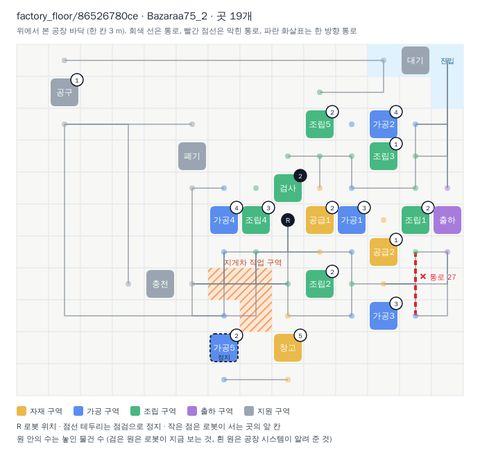 factory_floor/86526780ce · Bazaraa75_2 · 곳 19개
위에서 본 공장 바닥 (한 칸 3 m). 회색 선은 통로, 빨간 점선은 막힌 통로, 파란 화살표는 한 방향 통로
대기
진입
공구 1
조립5 2
가공2 4
폐기
조립3 1
검사 2
가공4 4
조립4 3
R
공급1 2
가공1 3
조립1 2
출하
공급2 1
지게차 작업 구역
충전
조립2 2
✖ 통로 27
가공3 3
가공5 2
정지
창고 5
자재 구역
가공 구역
조립 구역
출하 구역
지원 구역
R 로봇 위치 · 점선 테두리는 점검으로 정지 · 작은 점은 로봇이 서는 곳의 앞 칸
원 안의 수는 놓인 물건 수 (검은 원은 로봇이 지금 보는 것, 흰 원은 공장 시스템이 알려 준 것)